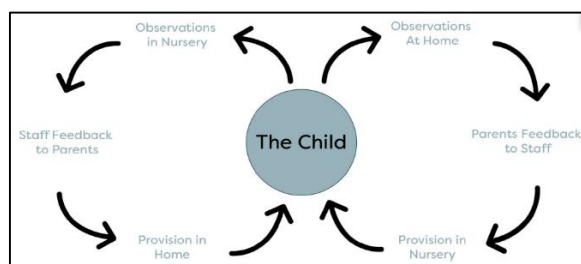 Observations
in Nursery
Observations
At Home
Staff Feedback
to Parents
The Child
Parents Feedback
to Staff
Provision in
Home
Provision in
Nursery